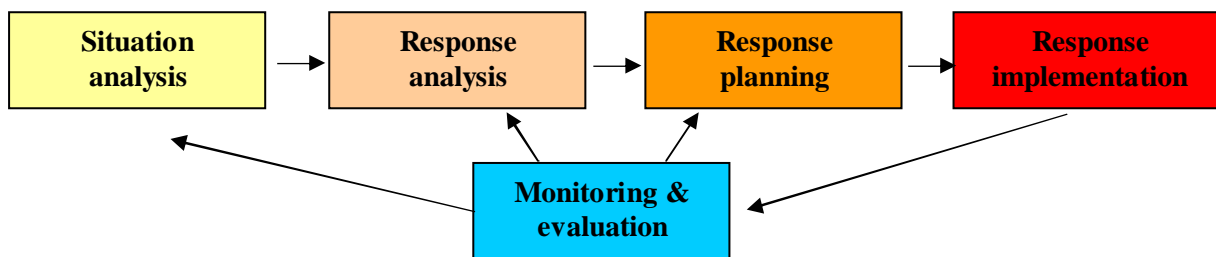 Situation
analysis
Response
analysis
Response
planning
Response
implementation
Monitoring &
evaluation